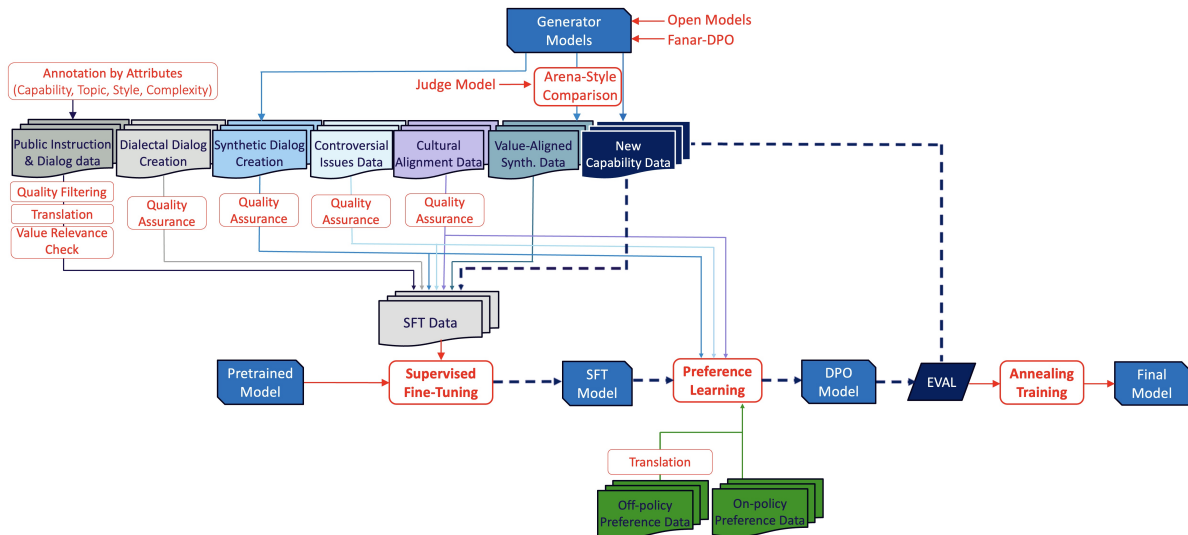 Generator
Models
Open Models
Fanar-DPO
Annotation by Attributes
(Capability, Topic, Style, Complexity)
Judge Model
Arena-Style
Comparison
Public Instruction
& Dialog data
Dialectal Dialog
Creation
Synthetic Dialog
Creation
Controversial
Issues Data
Cultural
Alignment Data
Value-Aligned
Synth. Data
New
Capability Data
Quality Filtering
Translation
Value Relevance
Check
Quality
Assurance
Quality
Assurance
Quality
Assurance
Quality
Assurance
SFT Data
Pretrained
Model
Supervised
Fine-Tuning
SFT
Model
Preference
Learning
DPO
Model
EVAL
Annealing
Training
Final
Model
Translation
Off-policy
Preference Data
On-policy
Preference Data